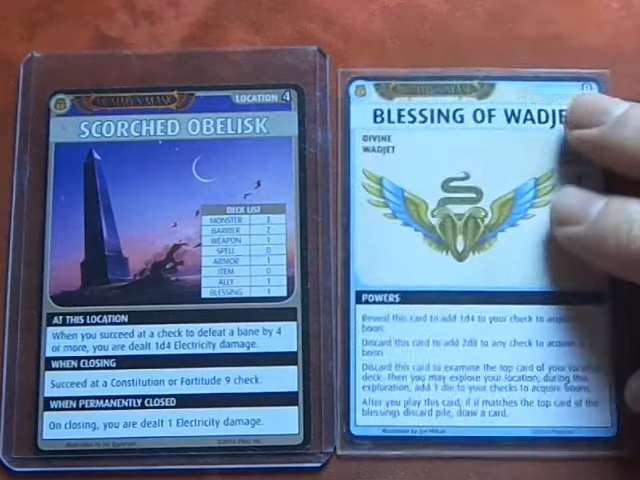 MUMMY'S MASK
LOCATION 4
SCORCHED OBELISK
DECK LIST
MONSTER 3
BARRIER 2
WEAPON 1
SPELL 0
ARMOR 1
ITEM 0
ALLY 1
BLESSING 1
AT THIS LOCATION
When you succeed at a check to defeat a bane by 4
or more, you are dealt 1d4 Electricity damage.
WHEN CLOSING
Succeed at a Constitution or Fortitude 9 check.
WHEN PERMANENTLY CLOSED
On closing, you are dealt 1 Electricity damage.
BLESSING OF WADJE
DIVINE
WADJET
POWERS
Reveal this card to add 1d4 to your check to acquire
boon.
Discard this card to add 2d8 to any check to acquire
boon
Discard this card to examine the top card of your location
deck. Then you may explore your location; during this
exploration, add 1 die to your checks to acquire boons.
After you play this card, if it matches the top card of the
blessings discard pile, draw a card.